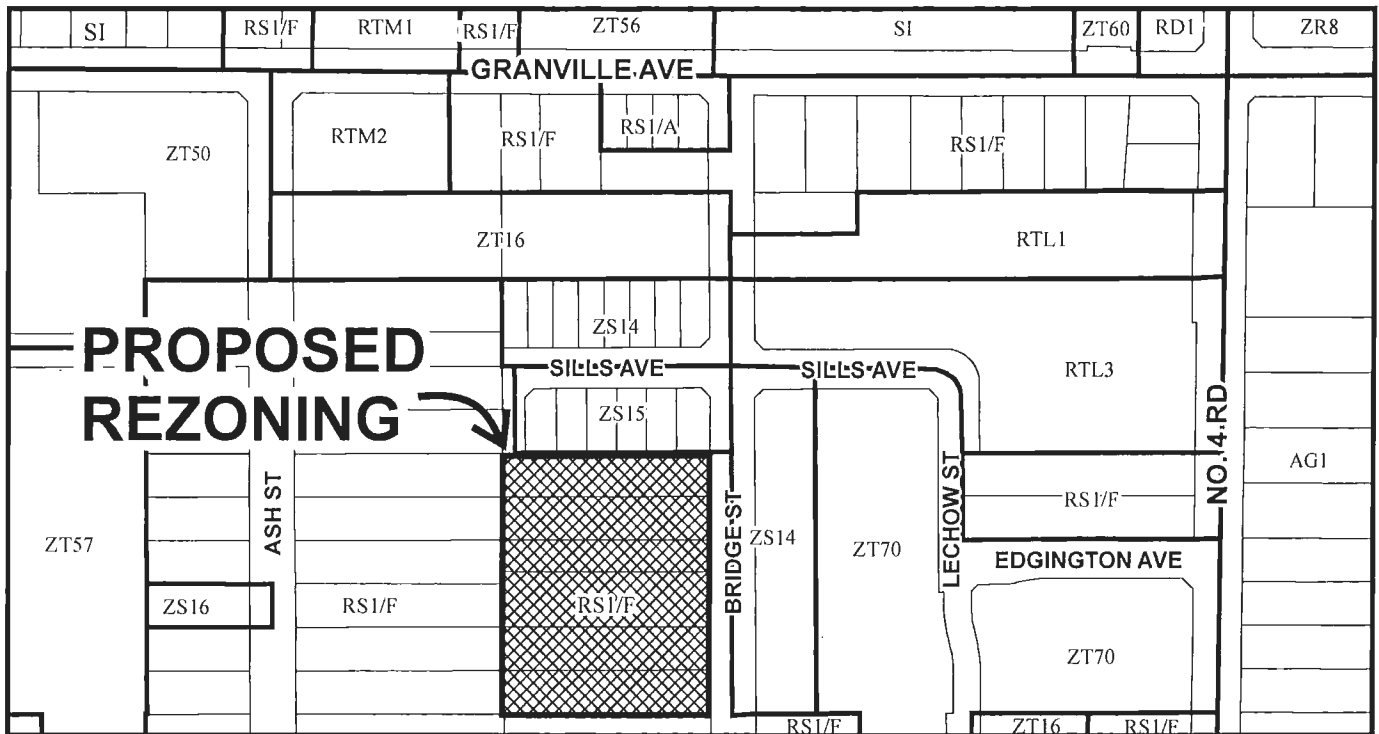 SI RS1/F RTM1 RS1/F ZT56 SI ZT60 RD1 ZR8
GRANVILLE AVE
RTM2 RS1/F RS1/A RS1/F
ZT50
ZT16 RTL1
ZS14
PROPOSED
REZONING
SILLS AVE SILLS AVE RTL3
ZS15
ASH ST
BRIDGE ST
LECHOW ST
NO. 4 RD
AG1
RS1/F
ZT57 ZS14 ZT70
EDGINGTON AVE
ZS16 RS1/F RS1/F
ZT70
RS1/F ZT16 RS1/F